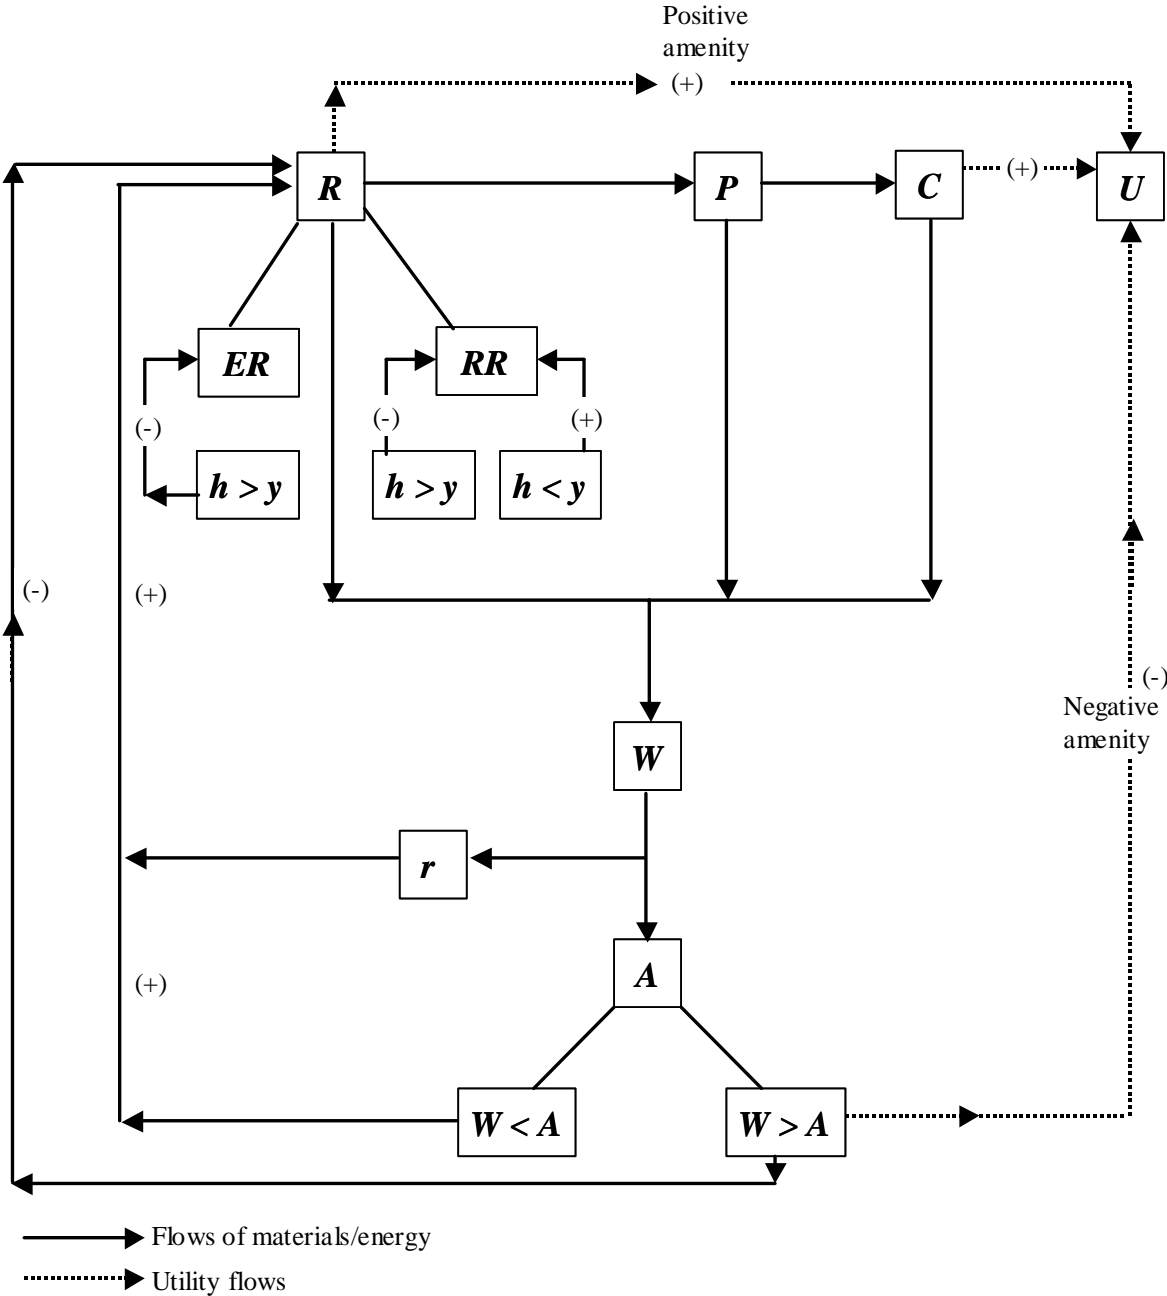 Positive
amenity
(+)
R
P
C
(+)
U
ER
RR
(-)
(-)
(+)
h > y
h > y
h < y
(-)
(+)
(-)
Negative
amenity
W
r
A
(+)
W < A
W > A
Flows of materials/energy
Utility flows